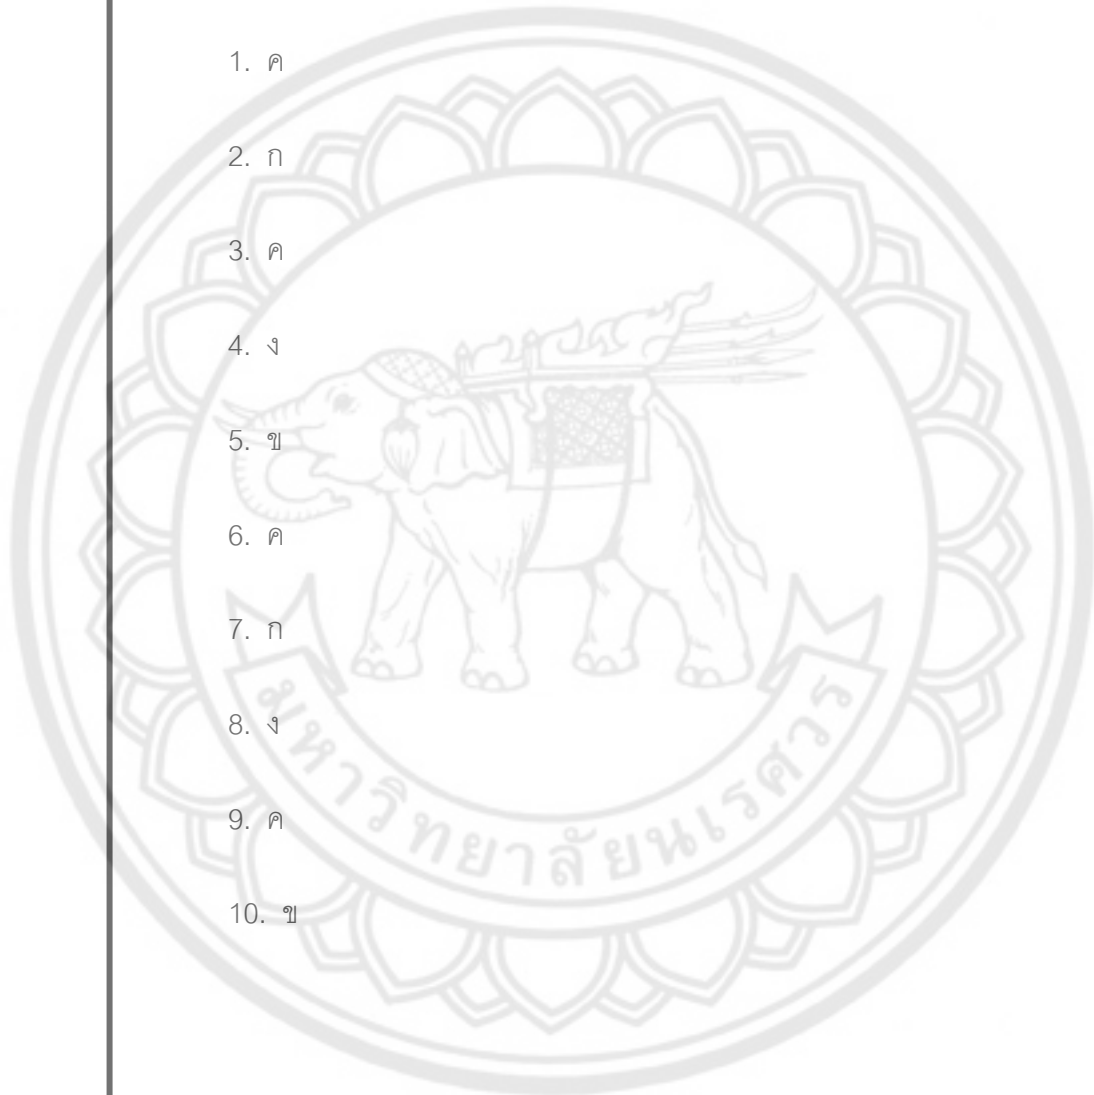 1. ค
2. ก
3. ค
4. ง
5. ข
6. ค
7. ก
8. ง
9. ค
10. ข
มหาวิทยาลัยนเรศวร